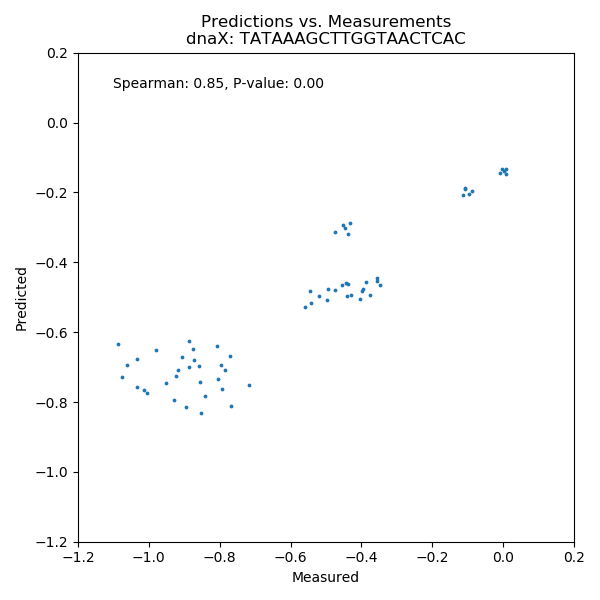 Predictions vs. Measurements
dnaX: TATAAAGCTTGGTAACTCAC
Spearman: 0.85, P-value: 0.00
0.2
0.0
−0.2
−0.4
−0.6
−0.8
−1.0
−1.2
Predicted
−1.2 −1.0 −0.8 −0.6 −0.4 −0.2 0.0 0.2
Measured